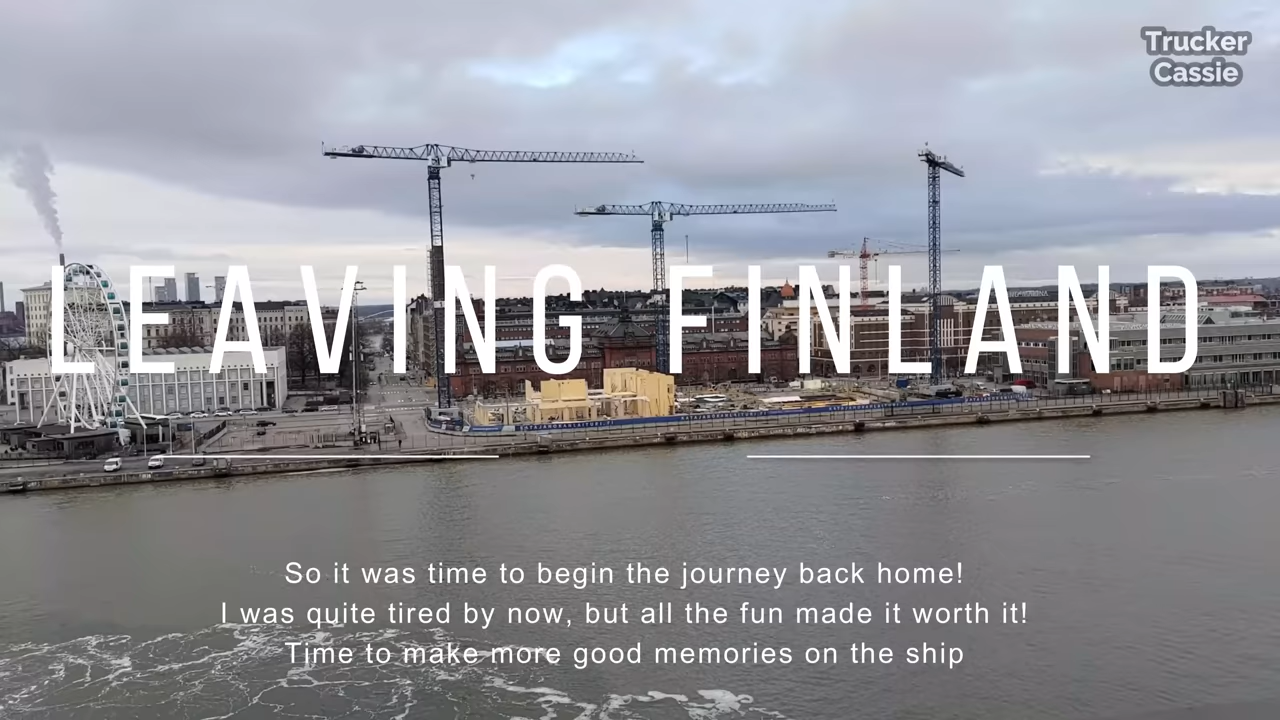 Trucker
Cassie
LEAVING FINLAND
So it was time to begin the journey back home!
I was quite tired by now, but all the fun made it worth it!
Time to make more good memories on the ship